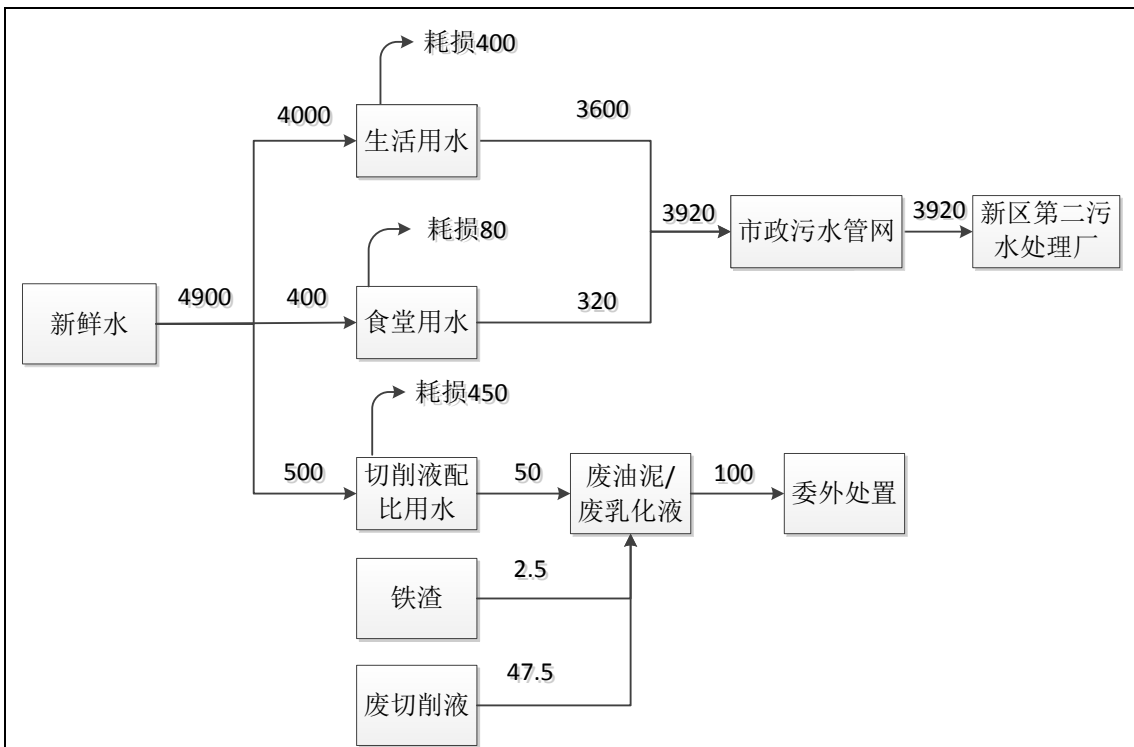 耗损400
4000
生活用水
3600
耗损80
3920
市政污水管网
3920
新区第二污
水处理厂
新鲜水
4900
400
食堂用水
320
耗损450
500
切削液配
比用水
50
废油泥/
废乳化液
100
委外处置
铁渣
2.5
废切削液
47.5